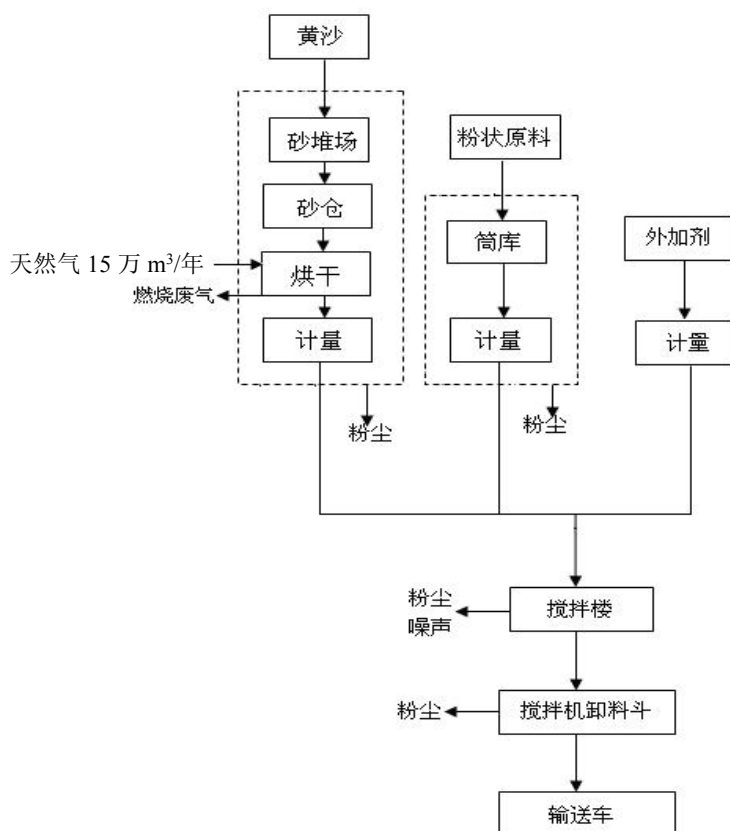 黄沙
砂堆场
粉状原料
砂仓
筒库
外加剂
天然气 15 万 m³/年
烘干
燃烧废气
计量
计量
计量
粉尘
粉尘
粉尘
噪声
搅拌楼
粉尘
搅拌机卸料斗
输送车